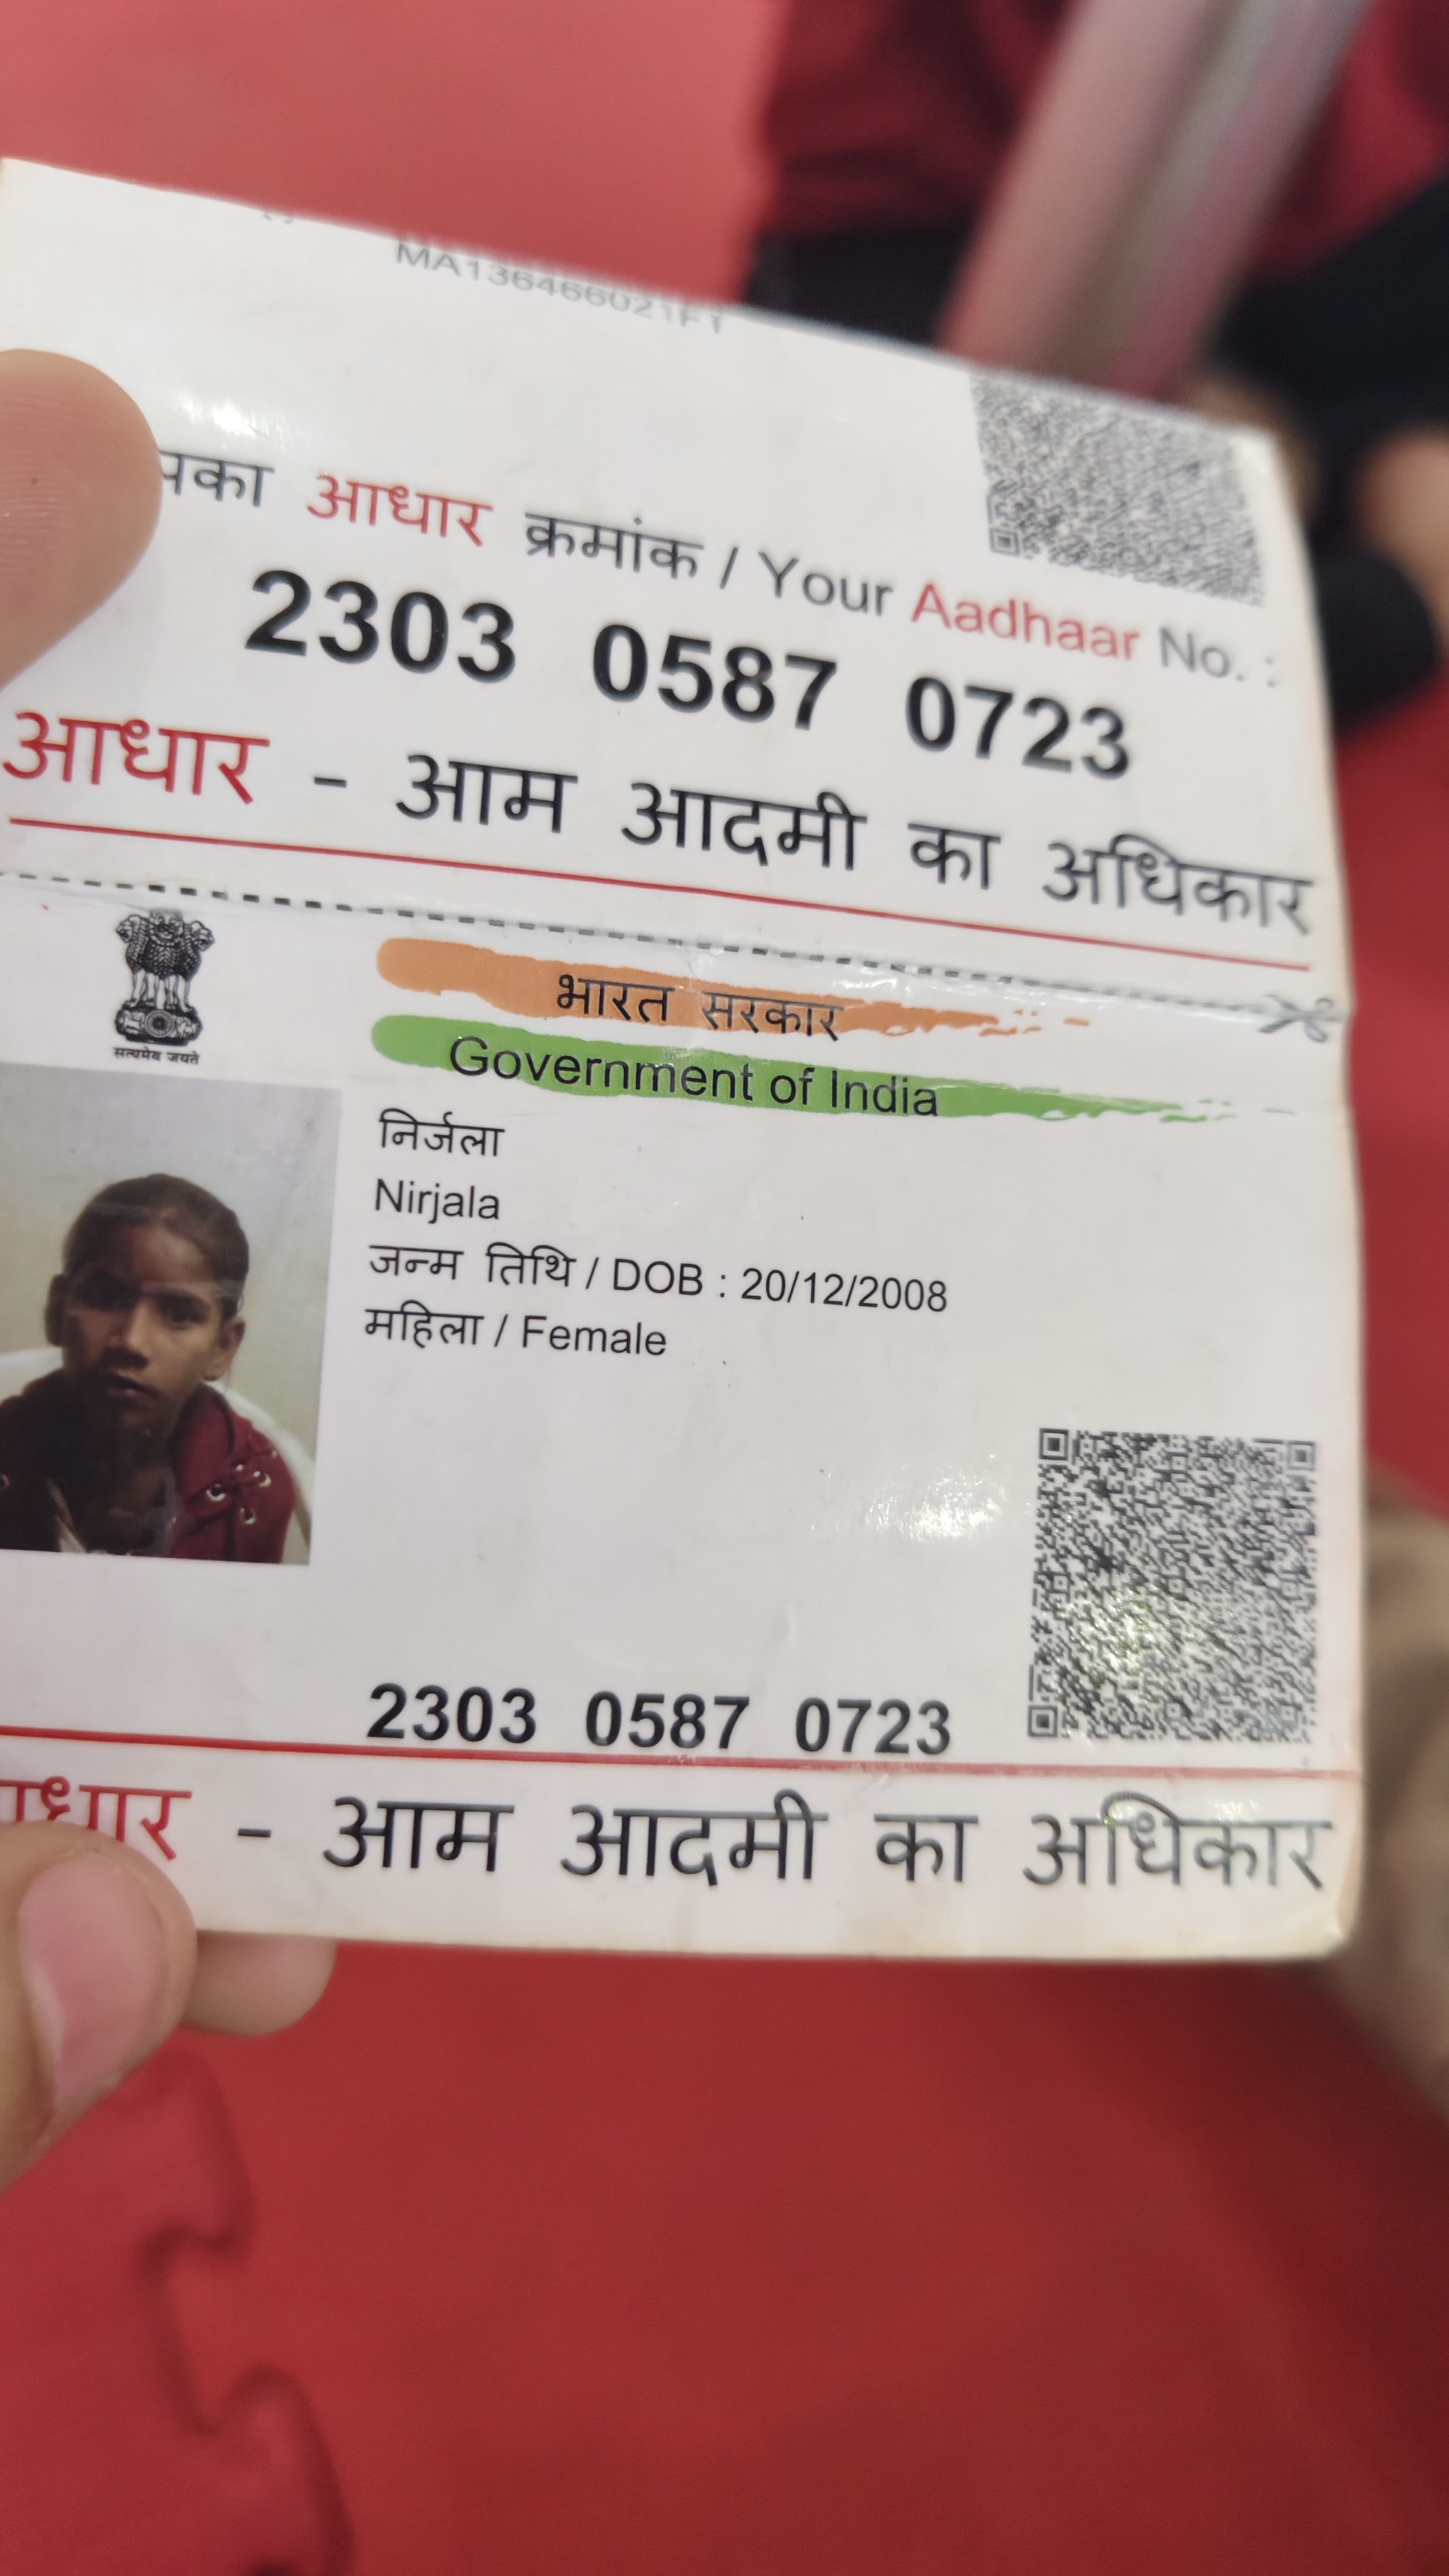 MA136466021FT
आधार क्रमांक / Your Aadhaar No. :
2303 0587 0723
आधार - आम आदमी का अधिकार
सत्यमेव जयते
भारत सरकार
Government of India
निर्जला
Nirjala
जन्म तिथि / DOB : 20/12/2008
महिला / Female
2303 0587 0723
- आम आदमी का अधिकार